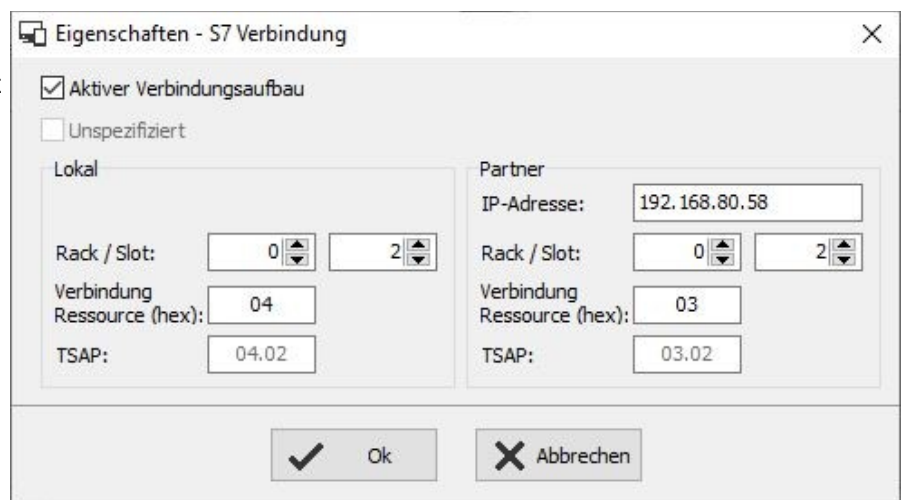 Eigenschaften - S7 Verbindung
Aktiver Verbindungsaufbau
Unspezifiziert
Lokal
Rack / Slot: 0 2
Verbindung
Ressource (hex): 04
TSAP: 04.02
Partner
IP-Adresse: 192.168.80.58
Rack / Slot: 0 2
Verbindung
Ressource (hex): 03
TSAP: 03.02
Ok
Abbrechen